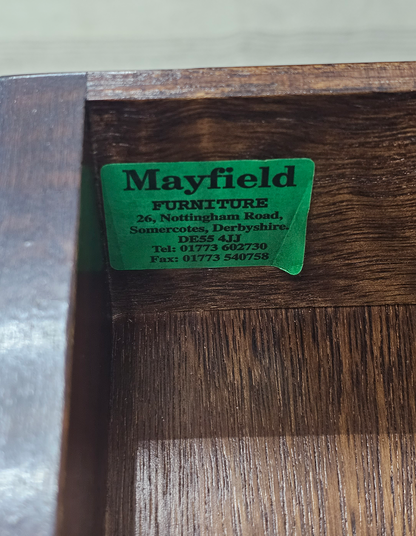 Mayfield
FURNITURE
26, Nottingham Road,
Somercotes, Derbyshire.
DE55 4JJ
Tel: 01773 602730
Fax: 01773 540758